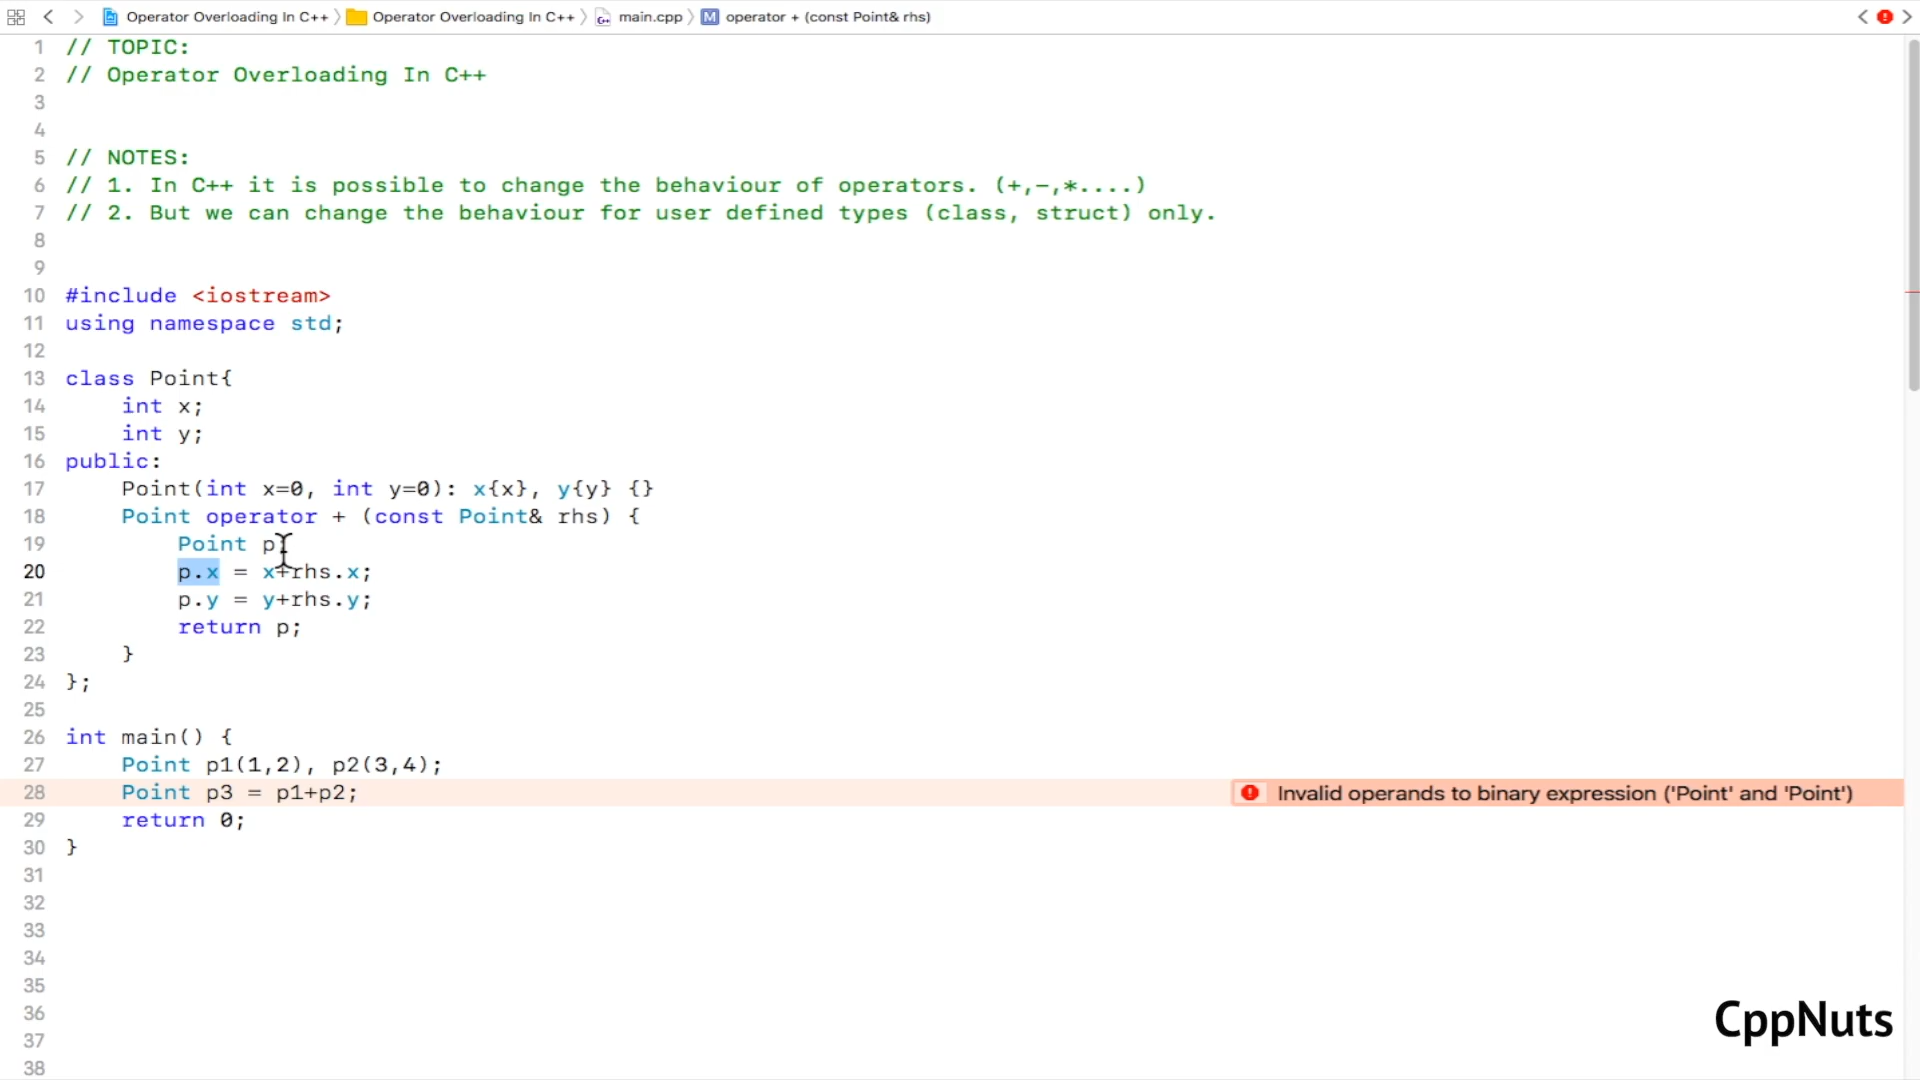 Operator Overloading In C++ Operator Overloading In C++ main.cpp M operator + (const Point& rhs)
1 // TOPIC:
2 // Operator Overloading In C++
3
4
5 // NOTES:
6 // 1. In C++ it is possible to change the behaviour of operators. (+,-,*....)
7 // 2. But we can change the behaviour for user defined types (class, struct) only.
8
9
10 #include <iostream>
11 using namespace std;
12
13 class Point{
14 int x;
15 int y;
16 public:
17 Point(int x=0, int y=0): x{x}, y{y} {}
18 Point operator + (const Point& rhs) {
19 Point p;
20 p.x = x+rhs.x;
21 p.y = y+rhs.y;
22 return p;
23 }
24 };
25
26 int main() {
27 Point p1(1,2), p2(3,4);
28 Point p3 = p1+p2; Invalid operands to binary expression ('Point' and 'Point')
29 return 0;
30 }
31
32
33
34
35
36
37
38
CppNuts